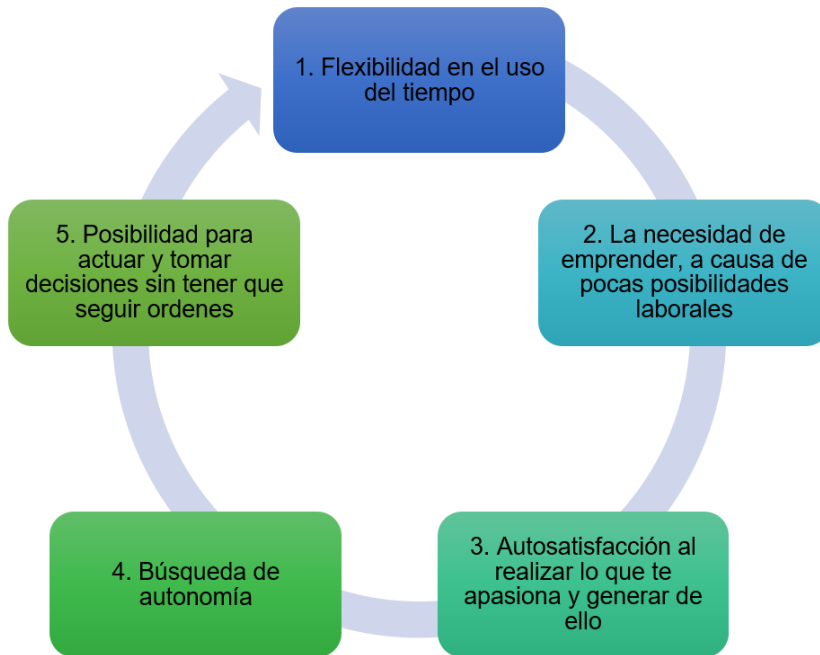 1. Flexibilidad en el uso
del tiempo
2. La necesidad de
emprender, a causa de
pocas posibilidades
laborales
3. Autosatisfacción al
realizar lo que te
apasiona y generar de
ello
4. Búsqueda de
autonomía
5. Posibilidad para
actuar y tomar
decisiones sin tener que
seguir ordenes